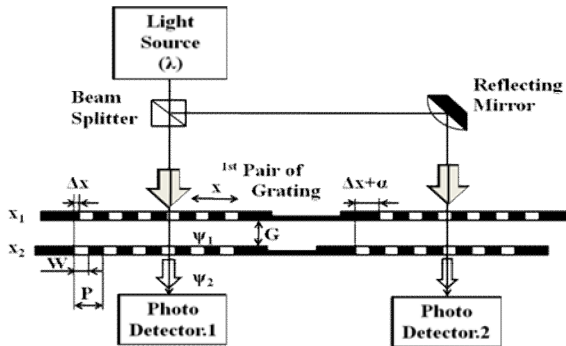 Light
Source
(λ)
Beam
Splitter
Reflecting
Mirror
1st Pair of
Grating
Δx
x
Δx+α
x1
G
x2
ψ1
W
ψ2
P
Photo
Detector.1
Photo
Detector.2